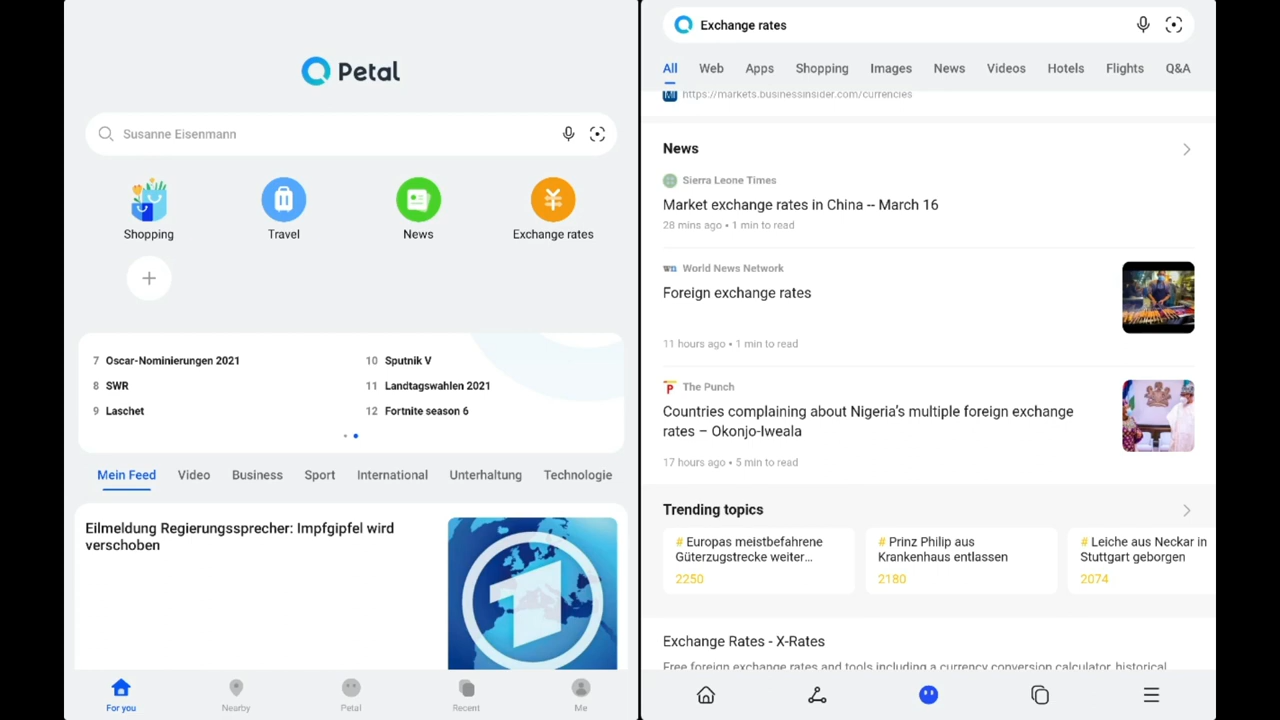 Petal
Susanne Eisenmann
Shopping
Travel
News
Exchange rates
7 Oscar-Nominierungen 2021
8 SWR
9 Laschet
10 Sputnik V
11 Landtagswahlen 2021
12 Fortnite season 6
Mein Feed Video Business Sport International Unterhaltung Technologie
Eilmeldung Regierungssprecher: Impfgipfel wird
verschoben
1
For you Nearby Petal Recent Me
Exchange rates
All Web Apps Shopping Images News Videos Hotels Flights Q&A
MI https://markets.businessinsider.com/currencies
News
Sierra Leone Times
Market exchange rates in China -- March 16
28 mins ago • 1 min to read
wn World News Network
Foreign exchange rates
11 hours ago • 1 min to read
P The Punch
Countries complaining about Nigeria's multiple foreign exchange
rates – Okonjo-Iweala
17 hours ago • 5 min to read
Trending topics
# Europas meistbefahrene
Güterzugstrecke weiter...
2250
# Prinz Philip aus
Krankenhaus entlassen
2180
# Leiche aus Neckar in
Stuttgart geborgen
2074
Exchange Rates - X-Rates
Free foreign exchange rates and tools including a currency conversion calculator, historical